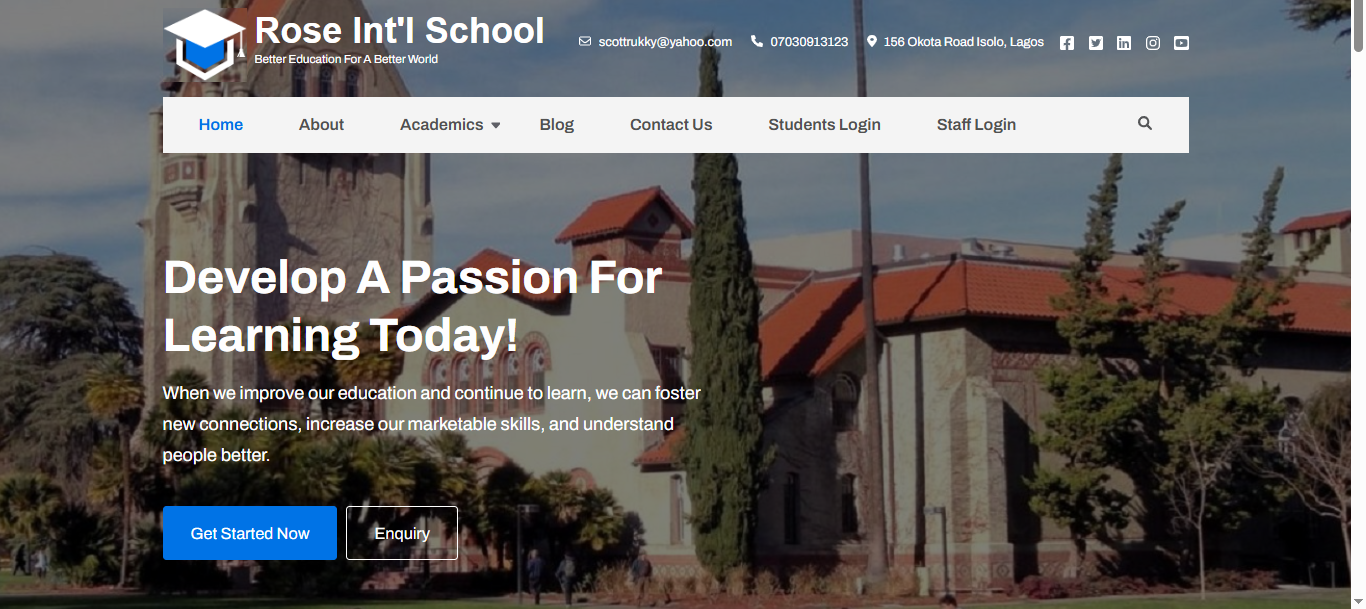 Rose Int'l School
Better Education For A Better World
scottrukky@yahoo.com
07030913123
156 Okota Road Isolo, Lagos
Home
About
Academics
Blog
Contact Us
Students Login
Staff Login
Develop A Passion For
Learning Today!
When we improve our education and continue to learn, we can foster
new connections, increase our marketable skills, and understand
people better.
Get Started Now
Enquiry